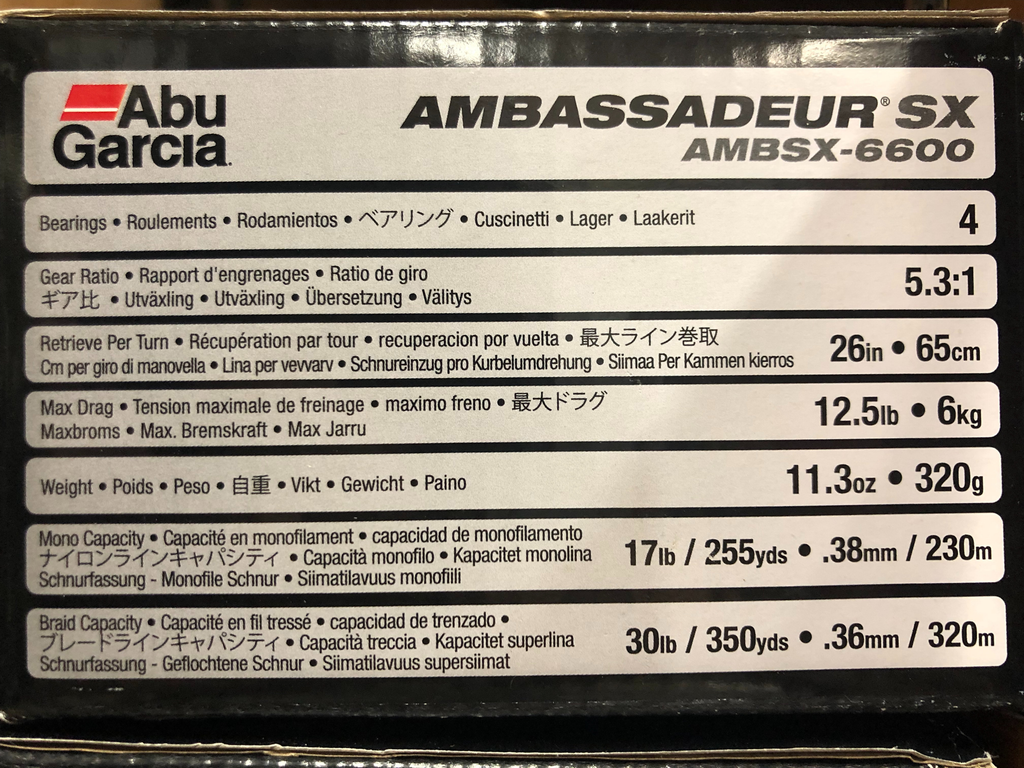 Abu
Garcia
AMBASSADEUR® SX
AMBSX-6600
Bearings • Roulements • Rodamientos • ベアリング • Cuscinetti • Lager • Laakerit
4
Gear Ratio • Rapport d'engrenages • Ratio de giro
ギア比 • Utväxling • Utväxling • Übersetzung • Välitys
5.3:1
Retrieve Per Turn • Récupération par tour • recuperacion por vuelta • 最大ライン巻取
Cm per giro di manovella • Lina per vevvarv • Schnureinzug pro Kurbelumdrehung • Siimaa Per Kammen kierros
26in • 65cm
Max Drag • Tension maximale de freinage • maximo freno • 最大ドラグ
Maxbroms • Max. Bremskraft • Max Jarru
12.5lb • 6kg
Weight • Poids • Peso • 自重 • Vikt • Gewicht • Paino
11.3oz • 320g
Mono Capacity • Capacité en monofilament • capacidad de monofilamento
ナイロンラインキャパシティ • Capacità monofilo • Kapacitet monolina
Schnurfassung - Monofile Schnur • Siimatilavuus monofiili
17lb / 255yds • .38mm / 230m
Braid Capacity • Capacité en fil tressé • capacidad de trenzado •
ブレードラインキャパシティ • Capacità treccia • Kapacitet superlina
Schnurfassung - Geflochtene Schnur • Siimatilavuus supersiimat
30lb / 350yds • .36mm / 320m